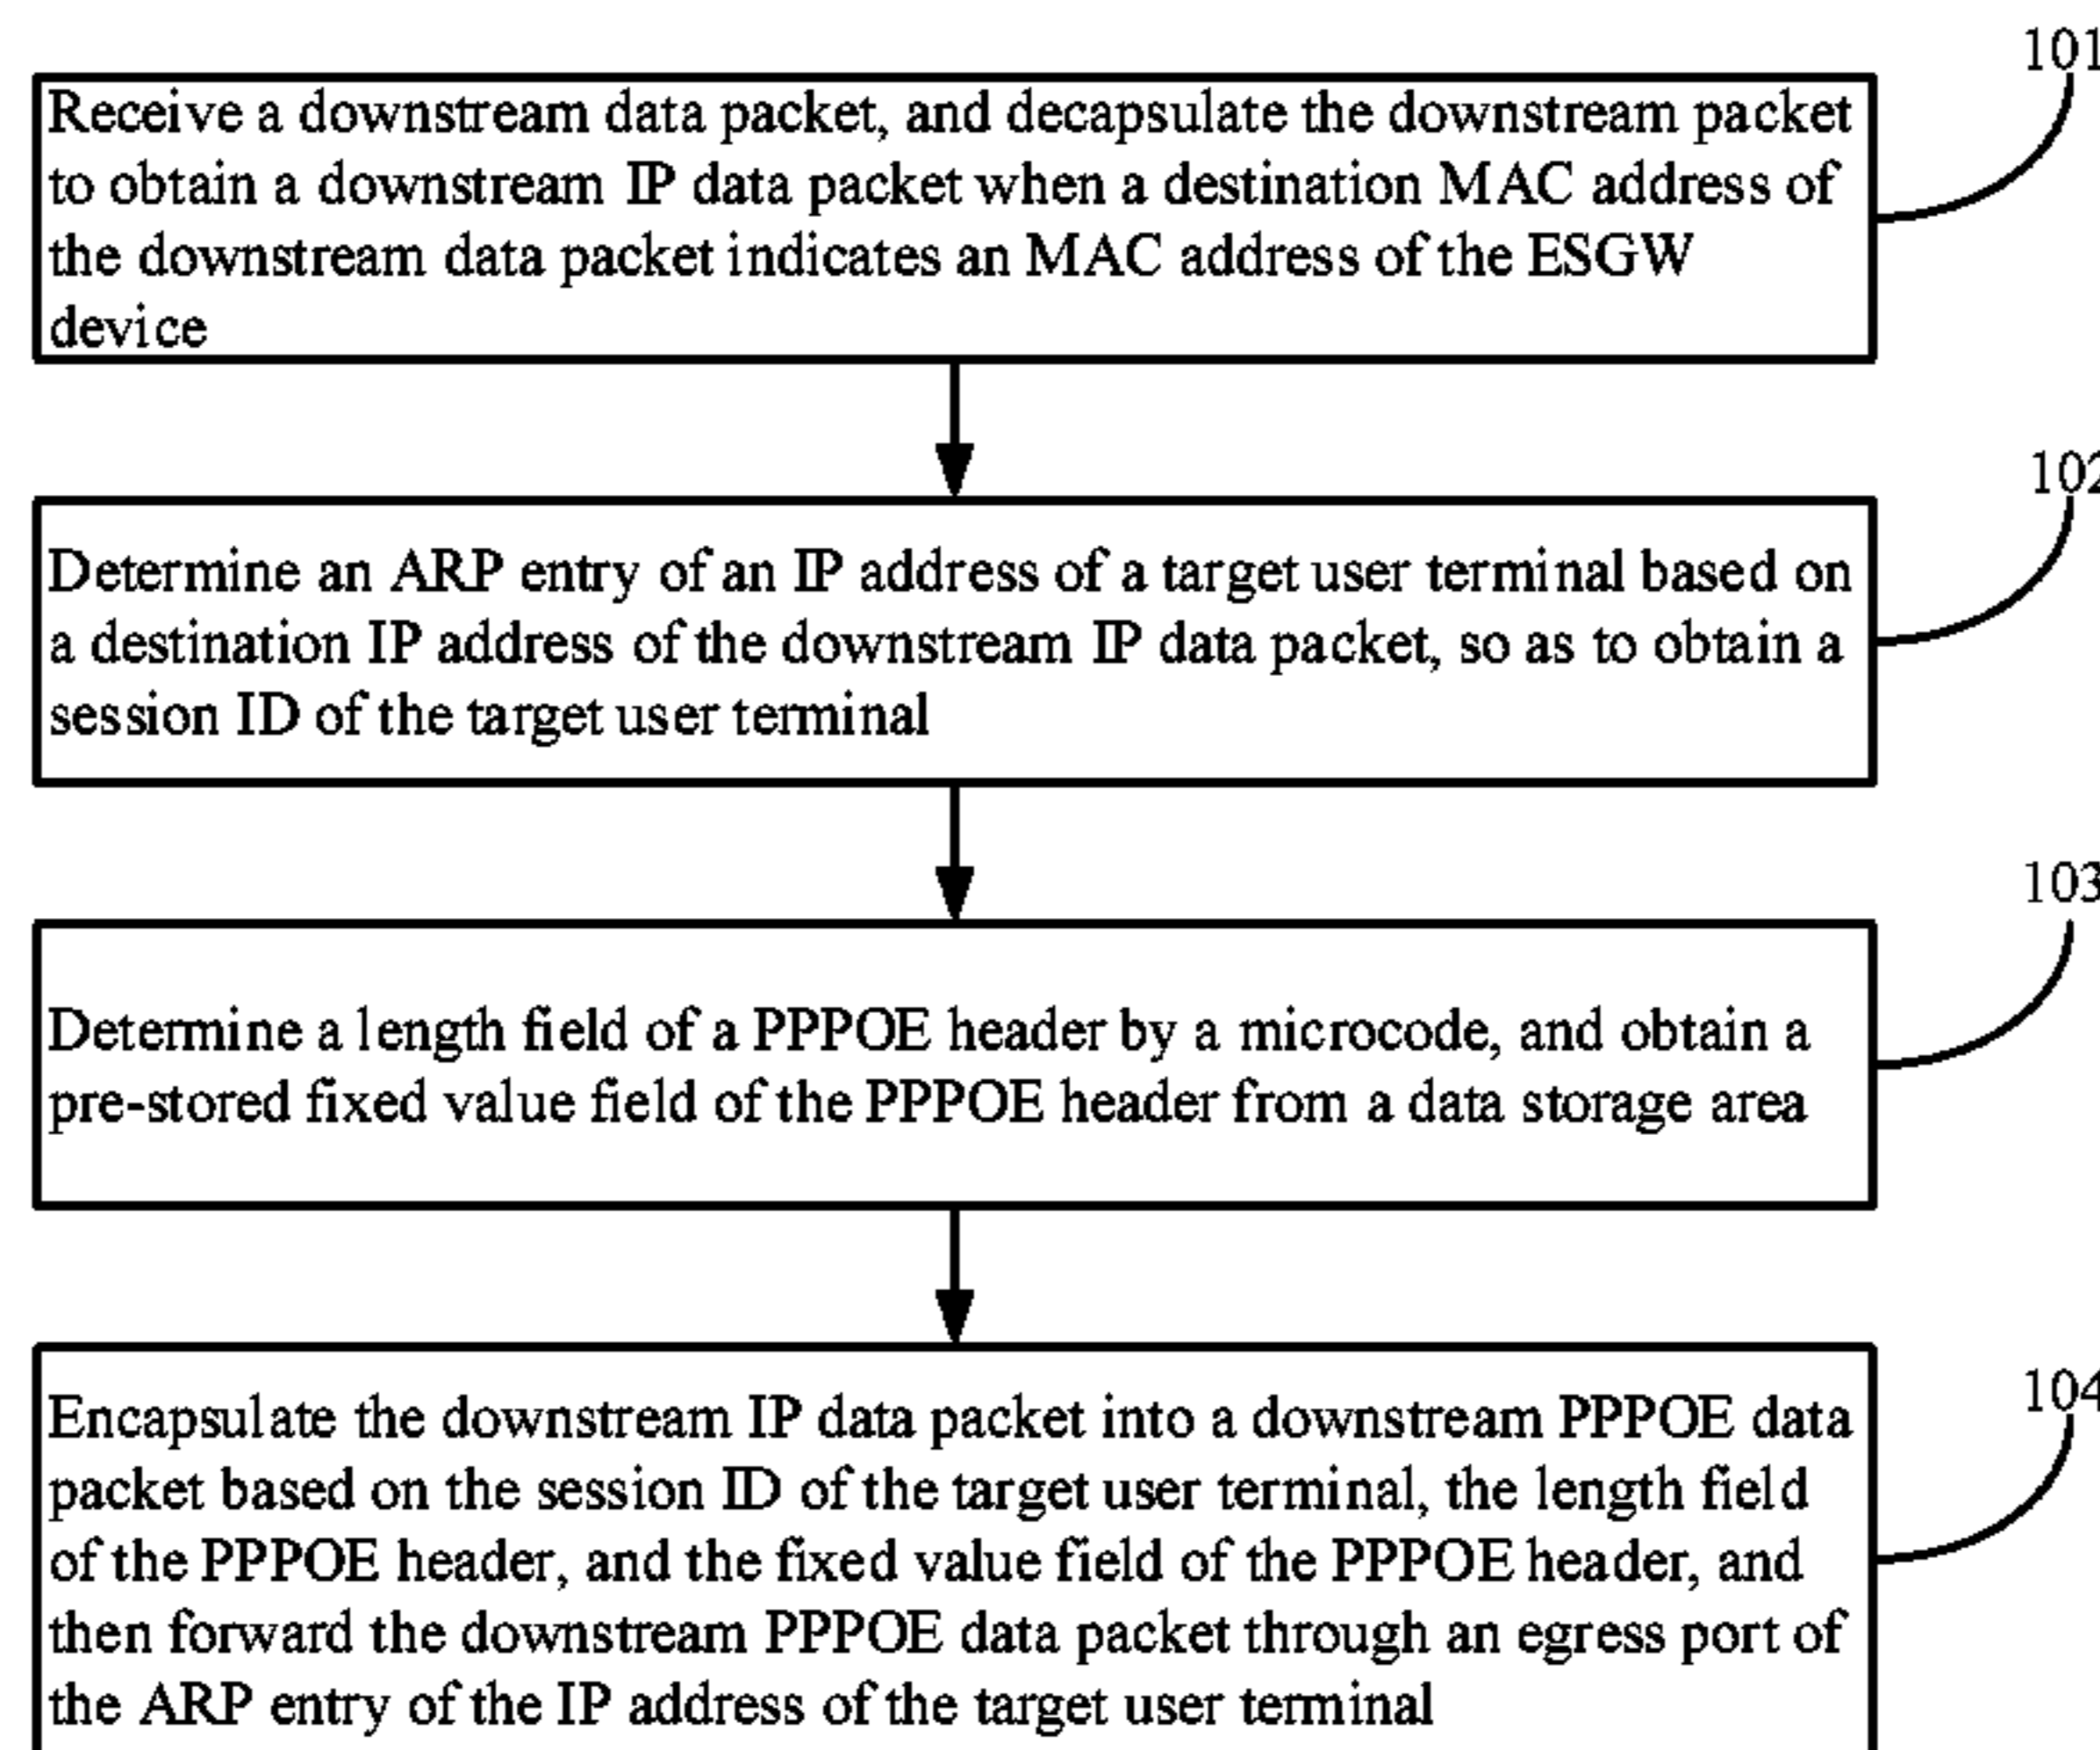 101
Receive a downstream data packet, and decapsulate the downstream packet
to obtain a downstream IP data packet when a destination MAC address of
the downstream data packet indicates an MAC address of the ESGW
device
102
Determine an ARP entry of an IP address of a target user terminal based on
a destination IP address of the downstream IP data packet, so as to obtain a
session ID of the target user terminal
103
Determine a length field of a PPPOE header by a microcode, and obtain a
pre-stored fixed value field of the PPPOE header from a data storage area
104
Encapsulate the downstream IP data packet into a downstream PPPOE data
packet based on the session ID of the target user terminal, the length field
of the PPPOE header, and the fixed value field of the PPPOE header, and
then forward the downstream PPPOE data packet through an egress port of
the ARP entry of the IP address of the target user terminal